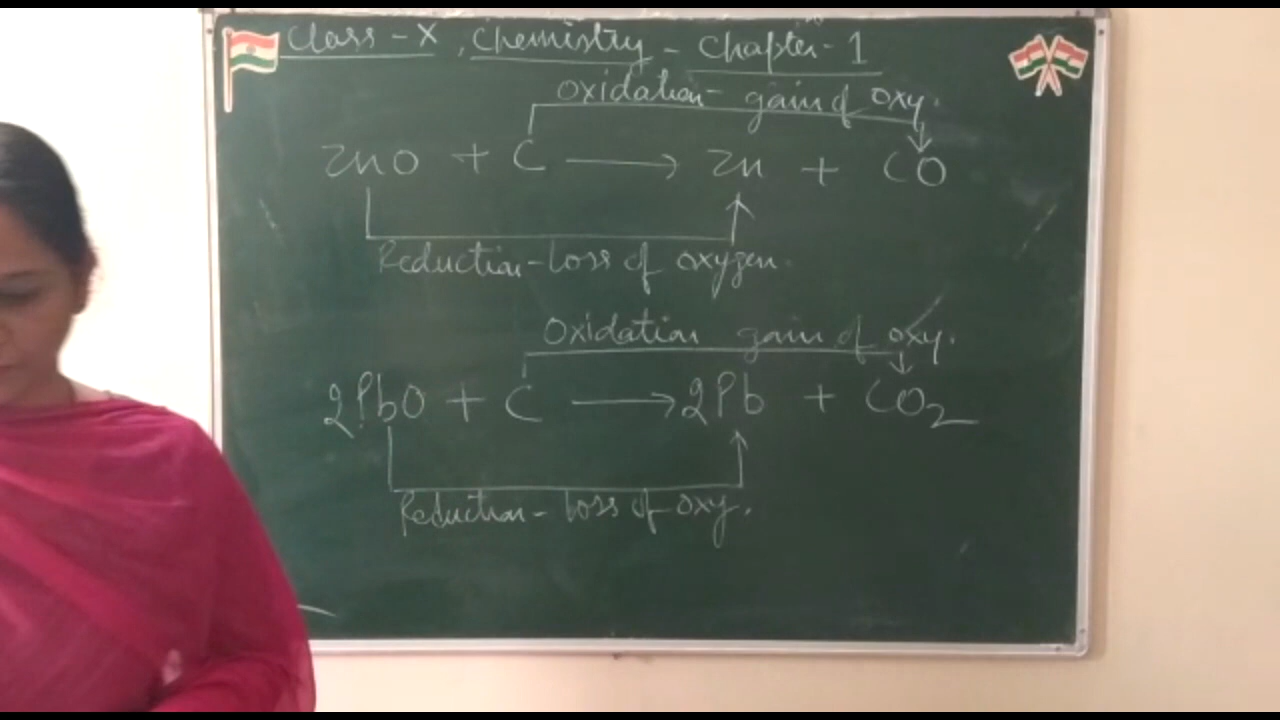 Class - X, Chemistry - Chapter - 1
Oxidation - gain of oxy.
ZnO + C → Zn + CO
Reduction - Loss of oxygen.
Oxidation gain of oxy.
2PbO + C → 2Pb + CO2
Reduction - loss of oxy.